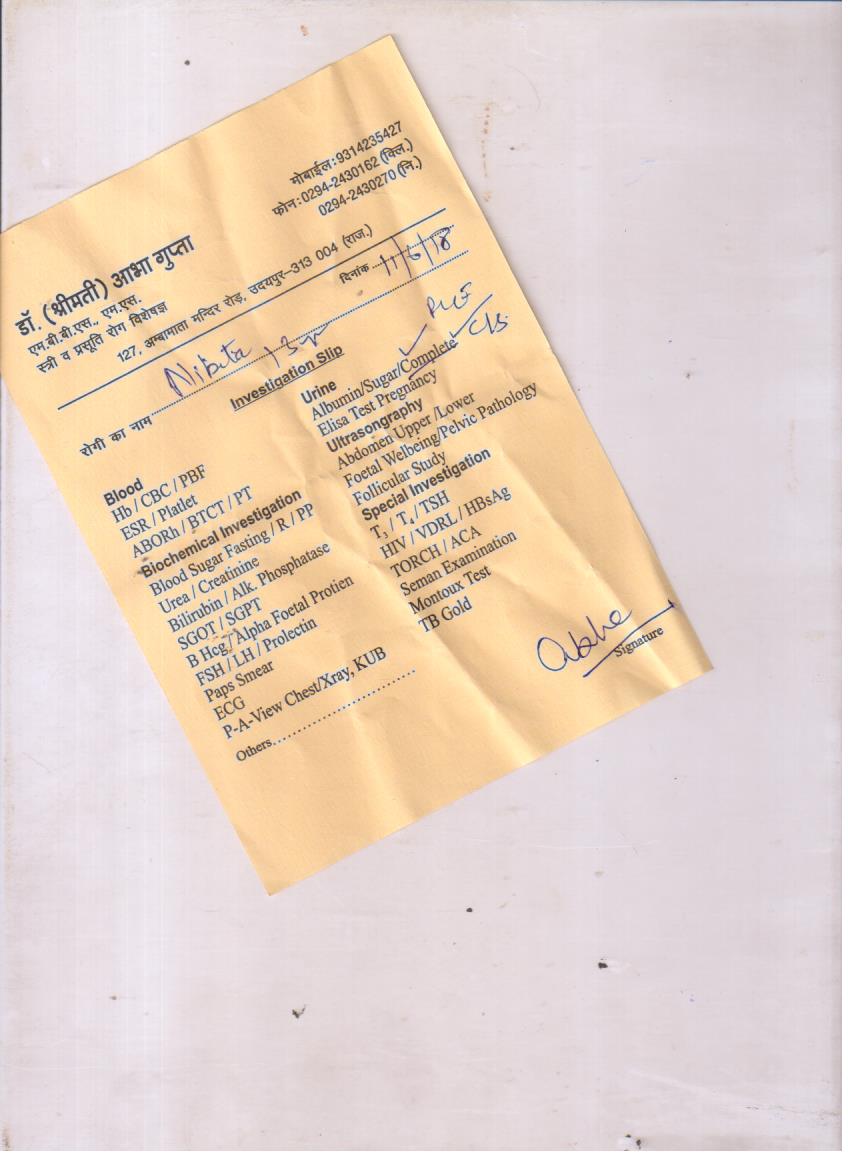 मोबाईल:9314235427
फोन:0294-2430162 (क्लि.)
0294-2430270 (नि.)
डॉ. (श्रीमती) आभा गुप्ता
एम.बी.बी.एस., एम.एस.
स्त्री व प्रसूति रोग विशेषज्ञ
127, अम्बामाता मन्दिर रोड़, उदयपुर–313 004 (राज.)
दिनांक 11/6/18
रोगी का नाम Nikita
Investigation Slip
Blood
Hb / CBC / PBF
ESR / Platlet
ABORh / BTCT / PT
Biochemical Investigation
Blood Sugar Fasting / R / PP
Urea / Creatinine
Bilirubin / Alk. Phosphatase
SGOT / SGPT
B Hcg / Alpha Foetal Protien
FSH / LH / Prolectin
Paps Smear
ECG
P-A-View Chest/Xray, KUB
Others
Urine
Albumin/Sugar/Complete ✓ ✓ C/S
Elisa Test Pregnancy
Ultrasongraphy
Abdomen Upper /Lower
Foetal Welbeing/Pelvic Pathology
Follicular Study
Special Investigation
T₃ / T₄ / TSH
HIV / VDRL / HBsAg
TORCH / ACA
Seman Examination
Montoux Test
TB Gold
Signature